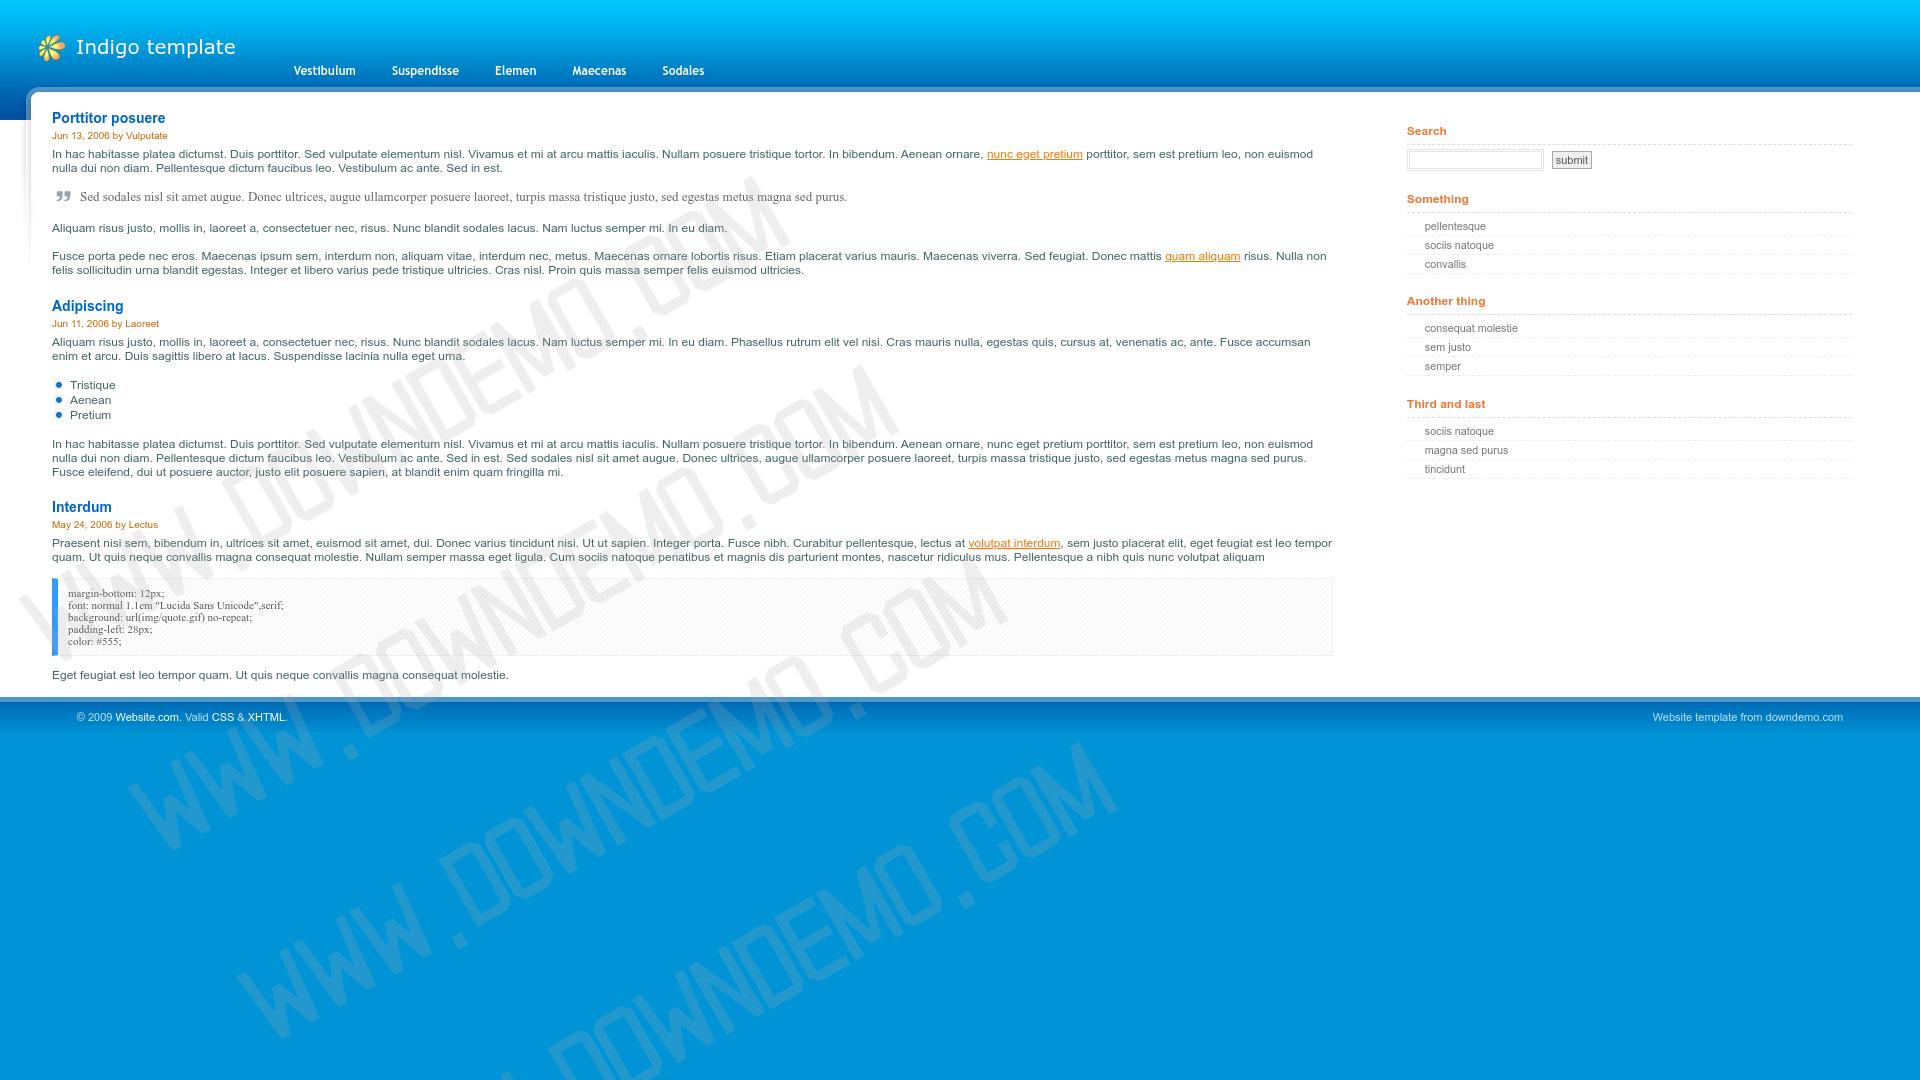 Indigo template
Vestibulum Suspendisse Elemen Maecenas Sodales
Porttitor posuere
Jun 13, 2006 by Vulputate
In hac habitasse platea dictumst. Duis porttitor. Sed vulputate elementum nisl. Vivamus et mi at arcu mattis iaculis. Nullam posuere tristique tortor. In bibendum. Aenean ornare, nunc eget pretium porttitor, sem est pretium leo, non euismod
nulla dui non diam. Pellentesque dictum faucibus leo. Vestibulum ac ante. Sed in est.
Sed sodales nisl sit amet augue. Donec ultrices, augue ullamcorper posuere laoreet, turpis massa tristique justo, sed egestas metus magna sed purus.
Aliquam risus justo, mollis in, laoreet a, consectetuer nec, risus. Nunc blandit sodales lacus. Nam luctus semper mi. In eu diam.
Fusce porta pede nec eros. Maecenas ipsum sem, interdum non, aliquam vitae, interdum nec, metus. Maecenas ornare lobortis risus. Etiam placerat varius mauris. Maecenas viverra. Sed feugiat. Donec mattis quam aliquam risus. Nulla non
felis sollicitudin urna blandit egestas. Integer et libero varius pede tristique ultricies. Cras nisl. Proin quis massa semper felis euismod ultricies.
Adipiscing
Jun 11, 2006 by Laoreet
Aliquam risus justo, mollis in, laoreet a, consectetuer nec, risus. Nunc blandit sodales lacus. Nam luctus semper mi. In eu diam. Phasellus rutrum elit vel nisi. Cras mauris nulla, egestas quis, cursus at, venenatis ac, ante. Fusce accumsan
enim et arcu. Duis sagittis libero at lacus. Suspendisse lacinia nulla eget urna.
Tristique
Aenean
Pretium
In hac habitasse platea dictumst. Duis porttitor. Sed vulputate elementum nisl. Vivamus et mi at arcu mattis iaculis. Nullam posuere tristique tortor. In bibendum. Aenean ornare, nunc eget pretium porttitor, sem est pretium leo, non euismod
nulla dui non diam. Pellentesque dictum faucibus leo. Vestibulum ac ante. Sed in est. Sed sodales nisl sit amet augue. Donec ultrices, augue ullamcorper posuere laoreet, turpis massa tristique justo, sed egestas metus magna sed purus.
Fusce eleifend, dui ut posuere auctor, justo elit posuere sapien, at blandit enim quam fringilla mi.
Interdum
May 24, 2006 by Lectus
Praesent nisi sem, bibendum in, ultrices sit amet, euismod sit amet, dui. Donec varius tincidunt nisi. Ut ut sapien. Integer porta. Fusce nibh. Curabitur pellentesque, lectus at volutpat interdum, sem justo placerat elit, eget feugiat est leo tempor
quam. Ut quis neque convallis magna consequat molestie. Nullam semper massa eget ligula. Cum sociis natoque penatibus et magnis dis parturient montes, nascetur ridiculus mus. Pellentesque a nibh quis nunc volutpat aliquam
margin-bottom: 12px;
font: normal 1.1em "Lucida Sans Unicode",serif;
background: url(img/quote.gif) no-repeat;
padding-left: 28px;
color: #555;
Eget feugiat est leo tempor quam. Ut quis neque convallis magna consequat molestie.
Search
submit
Something
pellentesque
sociis natoque
convallis
Another thing
consequat molestie
sem justo
semper
Third and last
sociis natoque
magna sed purus
tincidunt
© 2009 Website.com. Valid CSS & XHTML.
Website template from downdemo.com
WWW.DOWNDEMO.COM
WWW.DOWNDEMO.COM
WWW.DOWNDEMO.COM
DOWNDEMO.COM